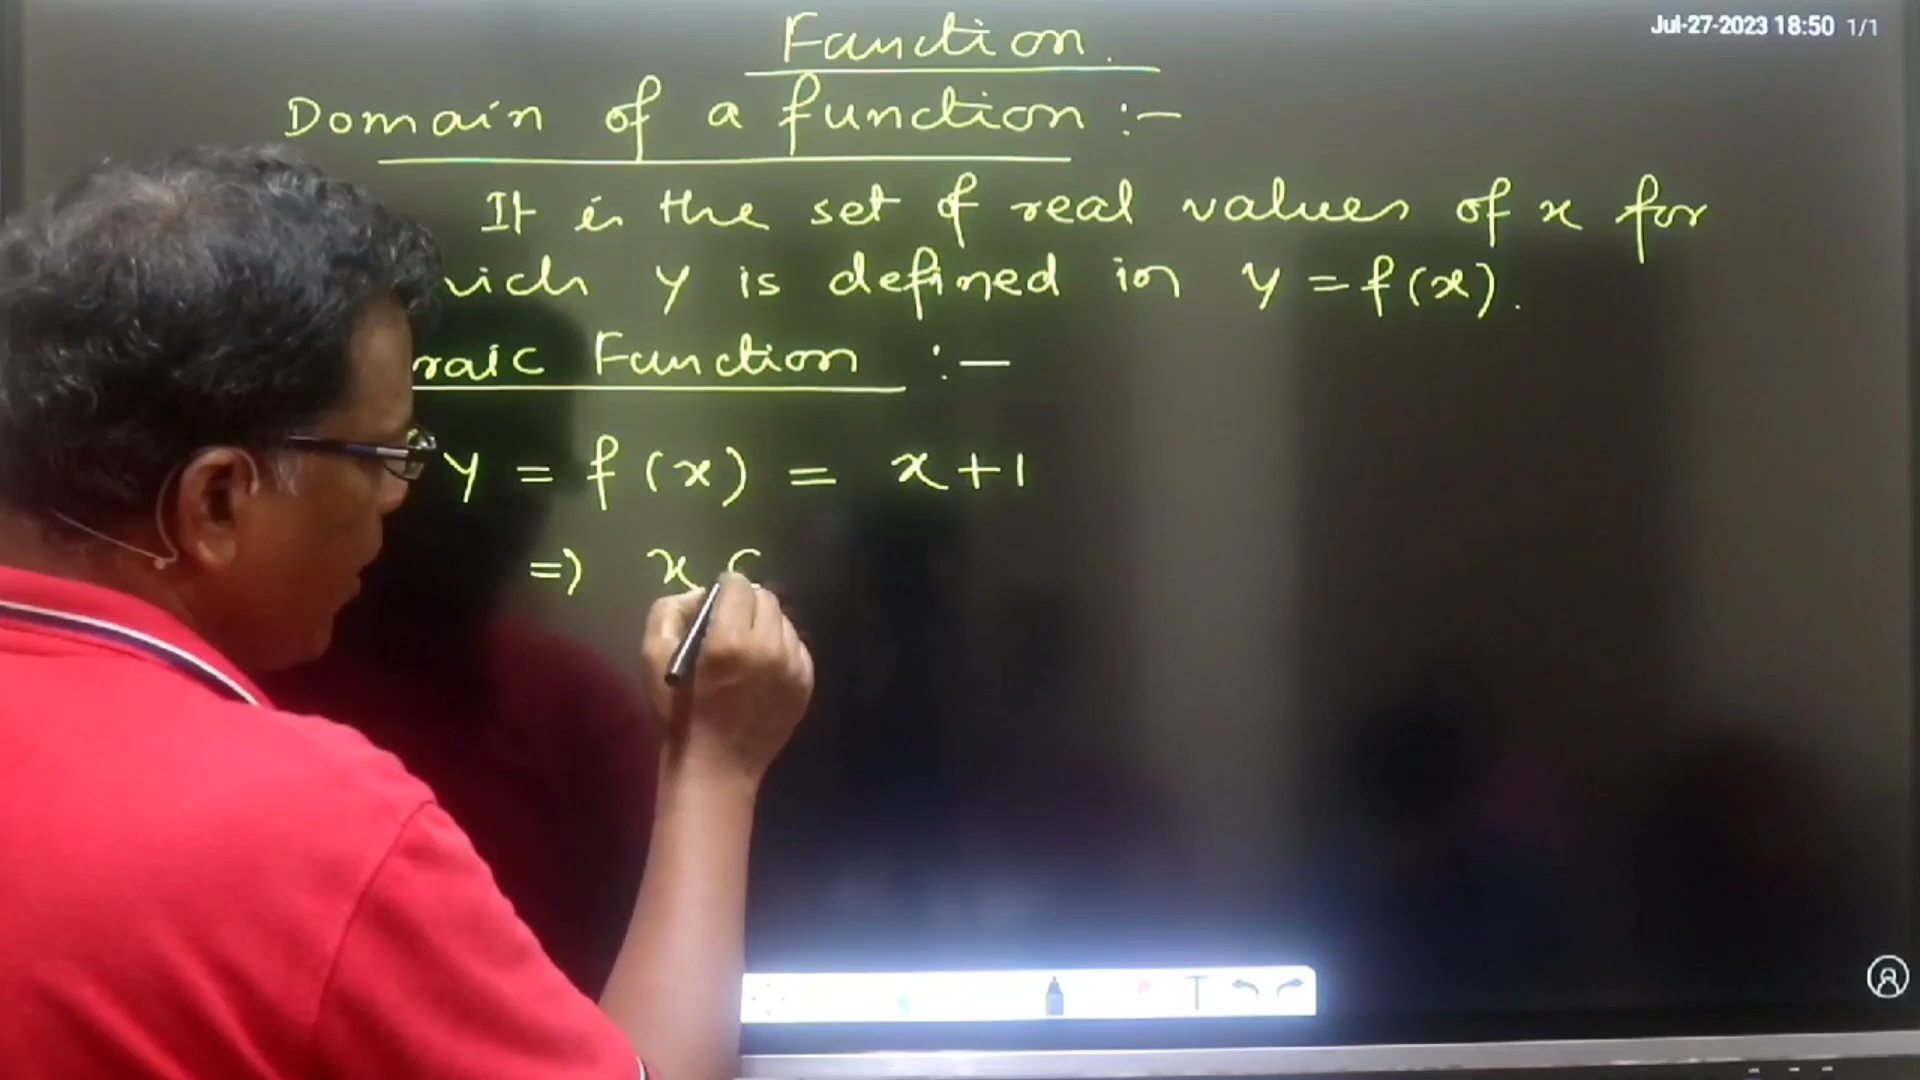 Jul-27-2023 18:50 1/1
Function.
Domain of a function :-
It is the set of real values of x for
y is defined in y = f(x).
Function :-
y = f(x) = x+1
=> x
T